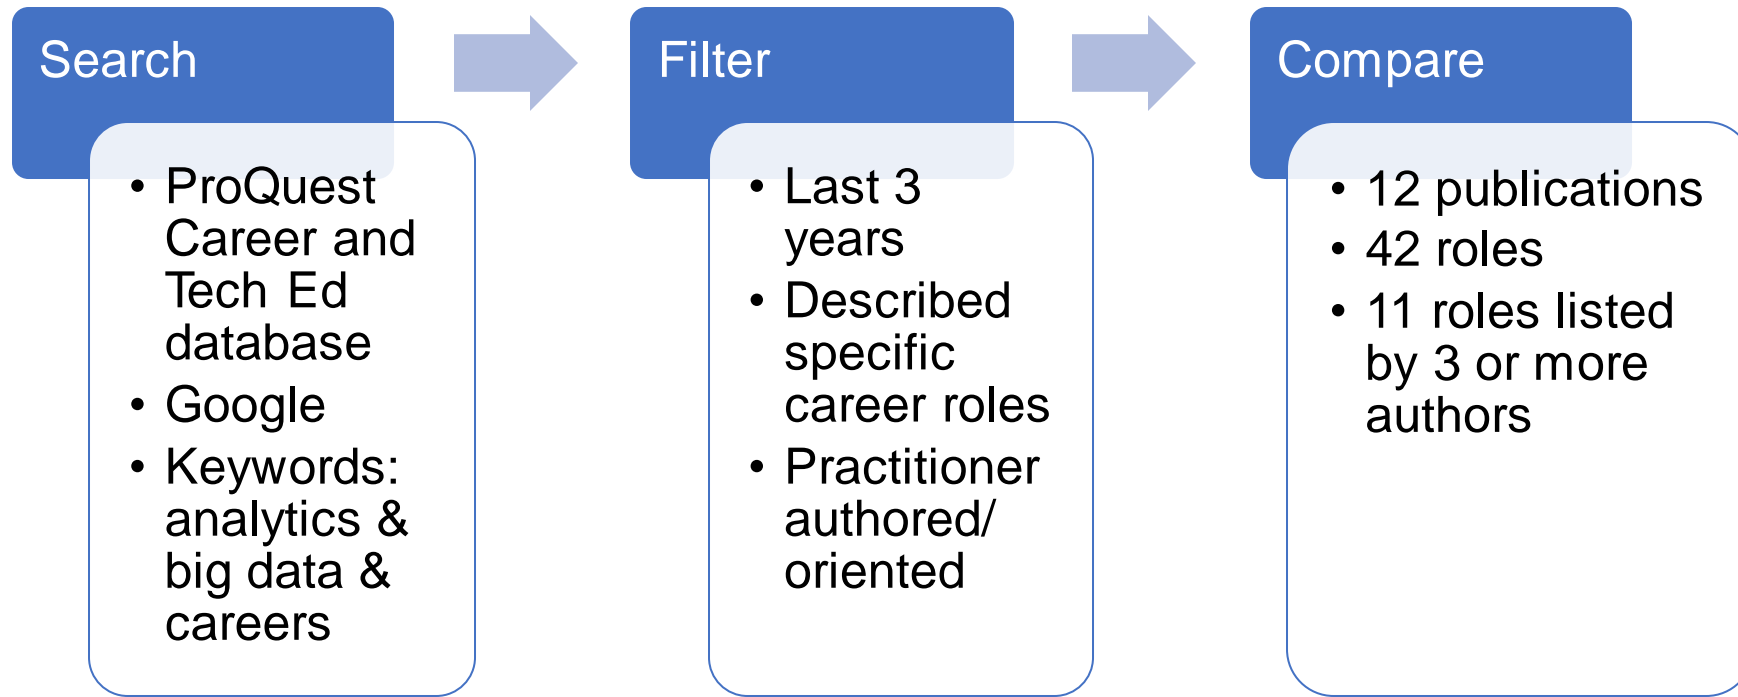 Search
• ProQuest
Career and
Tech Ed
database
• Google
• Keywords:
analytics &
big data &
careers
Filter
• Last 3
years
• Described
specific
career roles
• Practitioner
authored/
oriented
Compare
• 12 publications
• 42 roles
• 11 roles listed
by 3 or more
authors